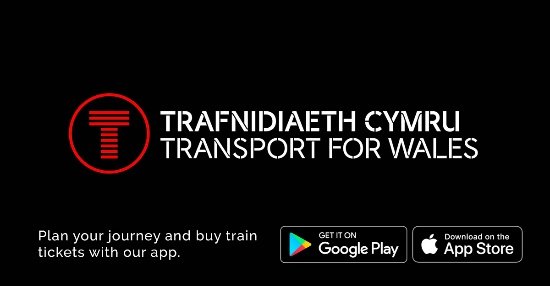 TRAFNIDIAETH CYMRU
TRANSPORT FOR WALES
Plan your journey and buy train
tickets with our app.
GET IT ON
Google Play
Download on the
App Store